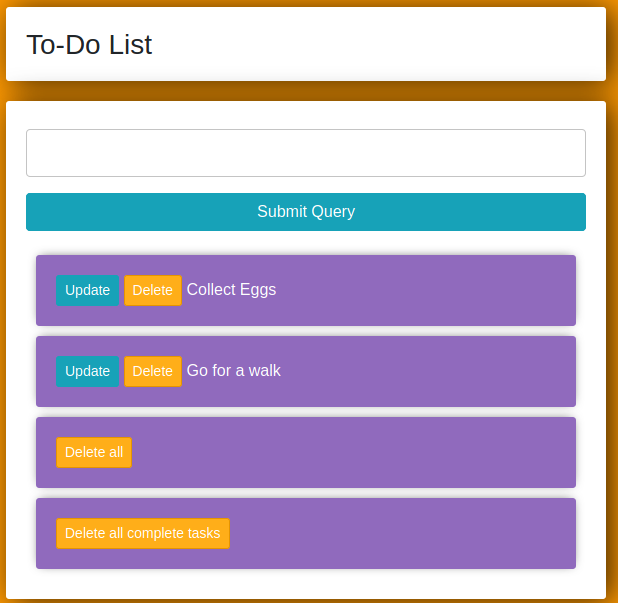 To-Do List
Submit Query
Update Delete Collect Eggs
Update Delete Go for a walk
Delete all
Delete all complete tasks